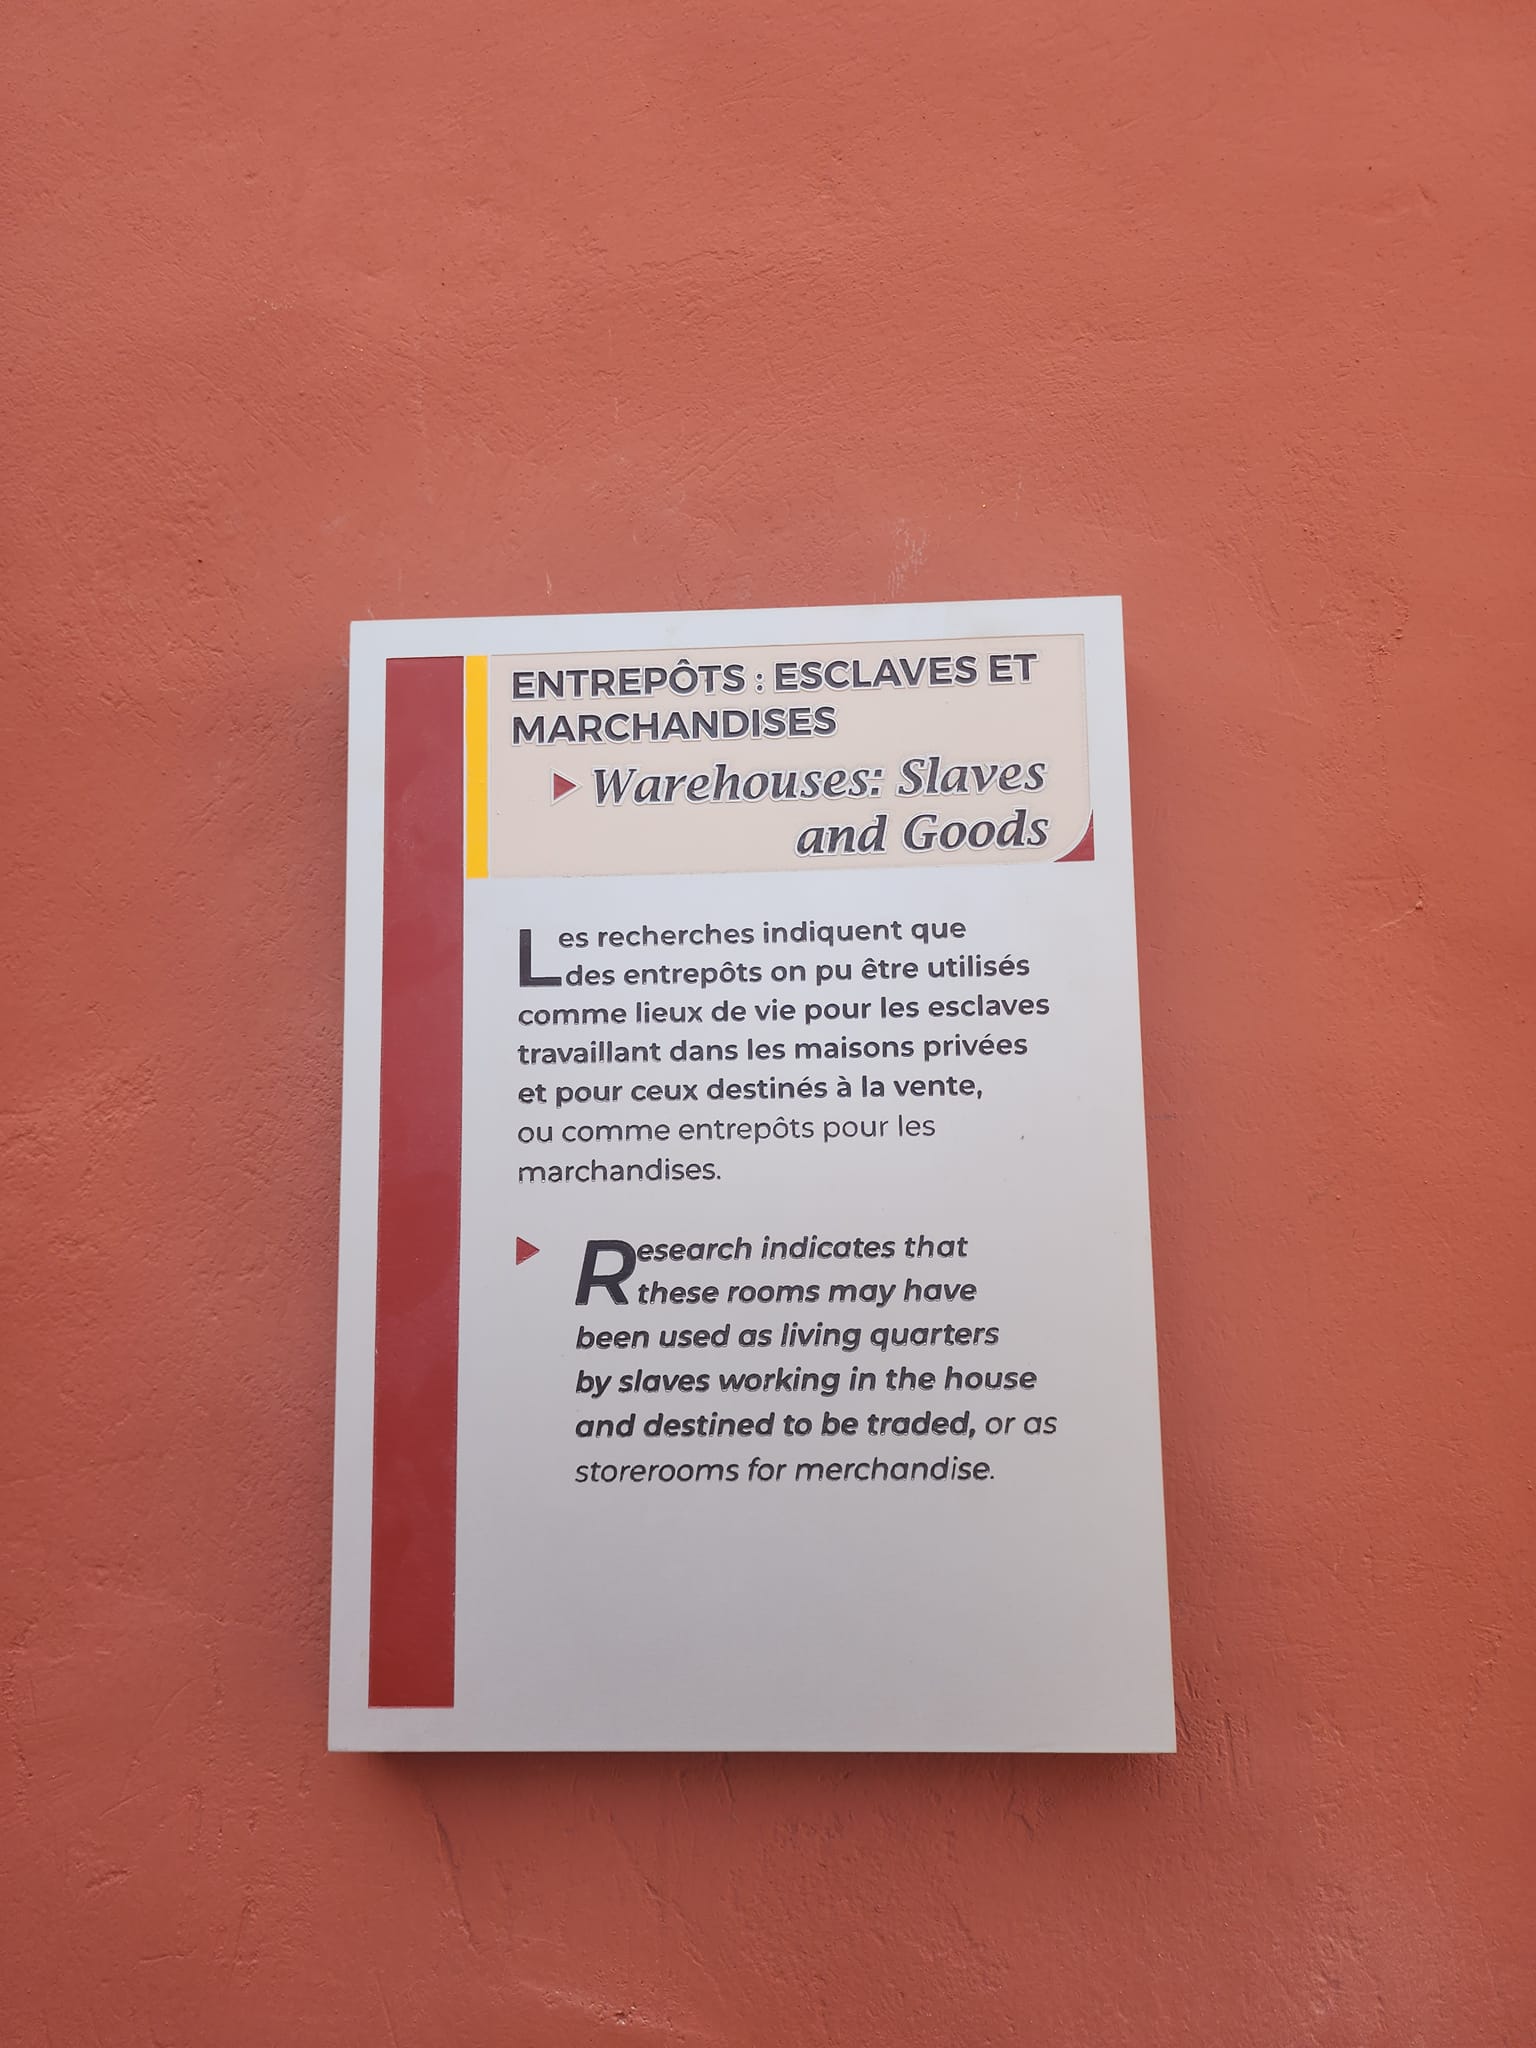 ENTREPÔTS : ESCLAVES ET
MARCHANDISES
Warehouses: Slaves
and Goods
Les recherches indiquent que
des entrepôts on pu être utilisés
comme lieux de vie pour les esclaves
travaillant dans les maisons privées
et pour ceux destinés à la vente,
ou comme entrepôts pour les
marchandises.
Research indicates that
these rooms may have
been used as living quarters
by slaves working in the house
and destined to be traded, or as
storerooms for merchandise.